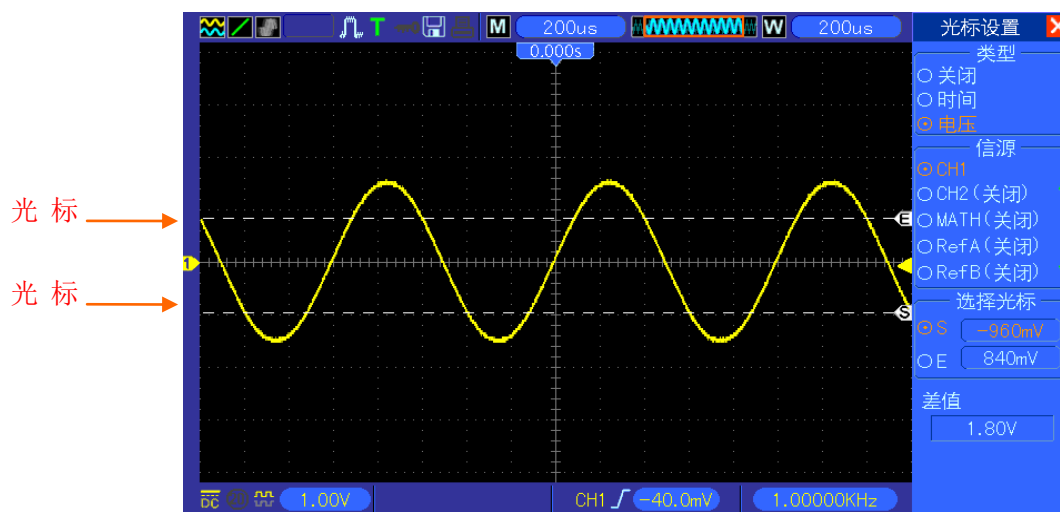 M 200us W 200us 光标设置
0.000s
类型
关闭
时间
电压
信源
CH1
CH2(关闭)
MATH(关闭)
RefA(关闭)
RefB(关闭)
选择光标
S -960mV
E 840mV
差值
1.80V
光 标
光 标
T
E
1
S
DC 1.00V CH1 -40.0mV 1.00000KHz